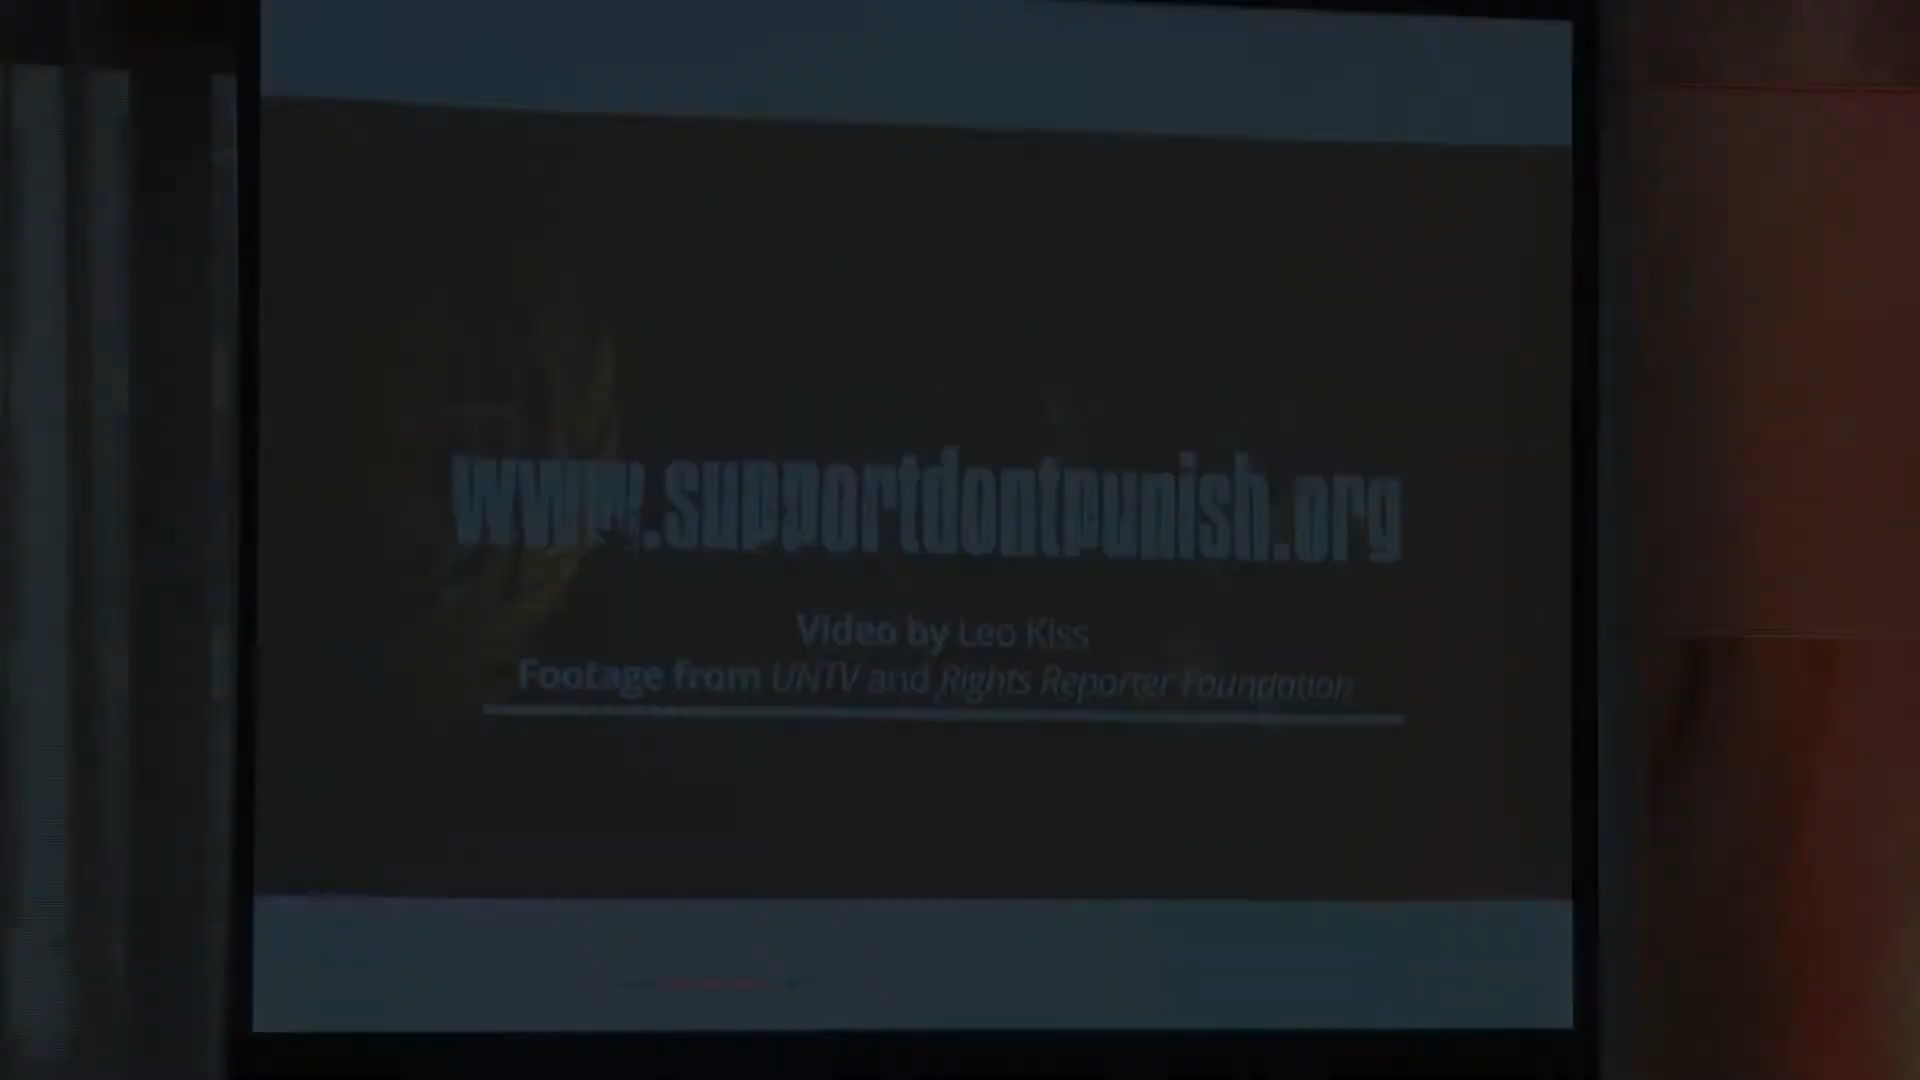 www.supportdontpunish.org
Video by Leo Kiss
Footage from UNTV and Rights Reporter Foundation